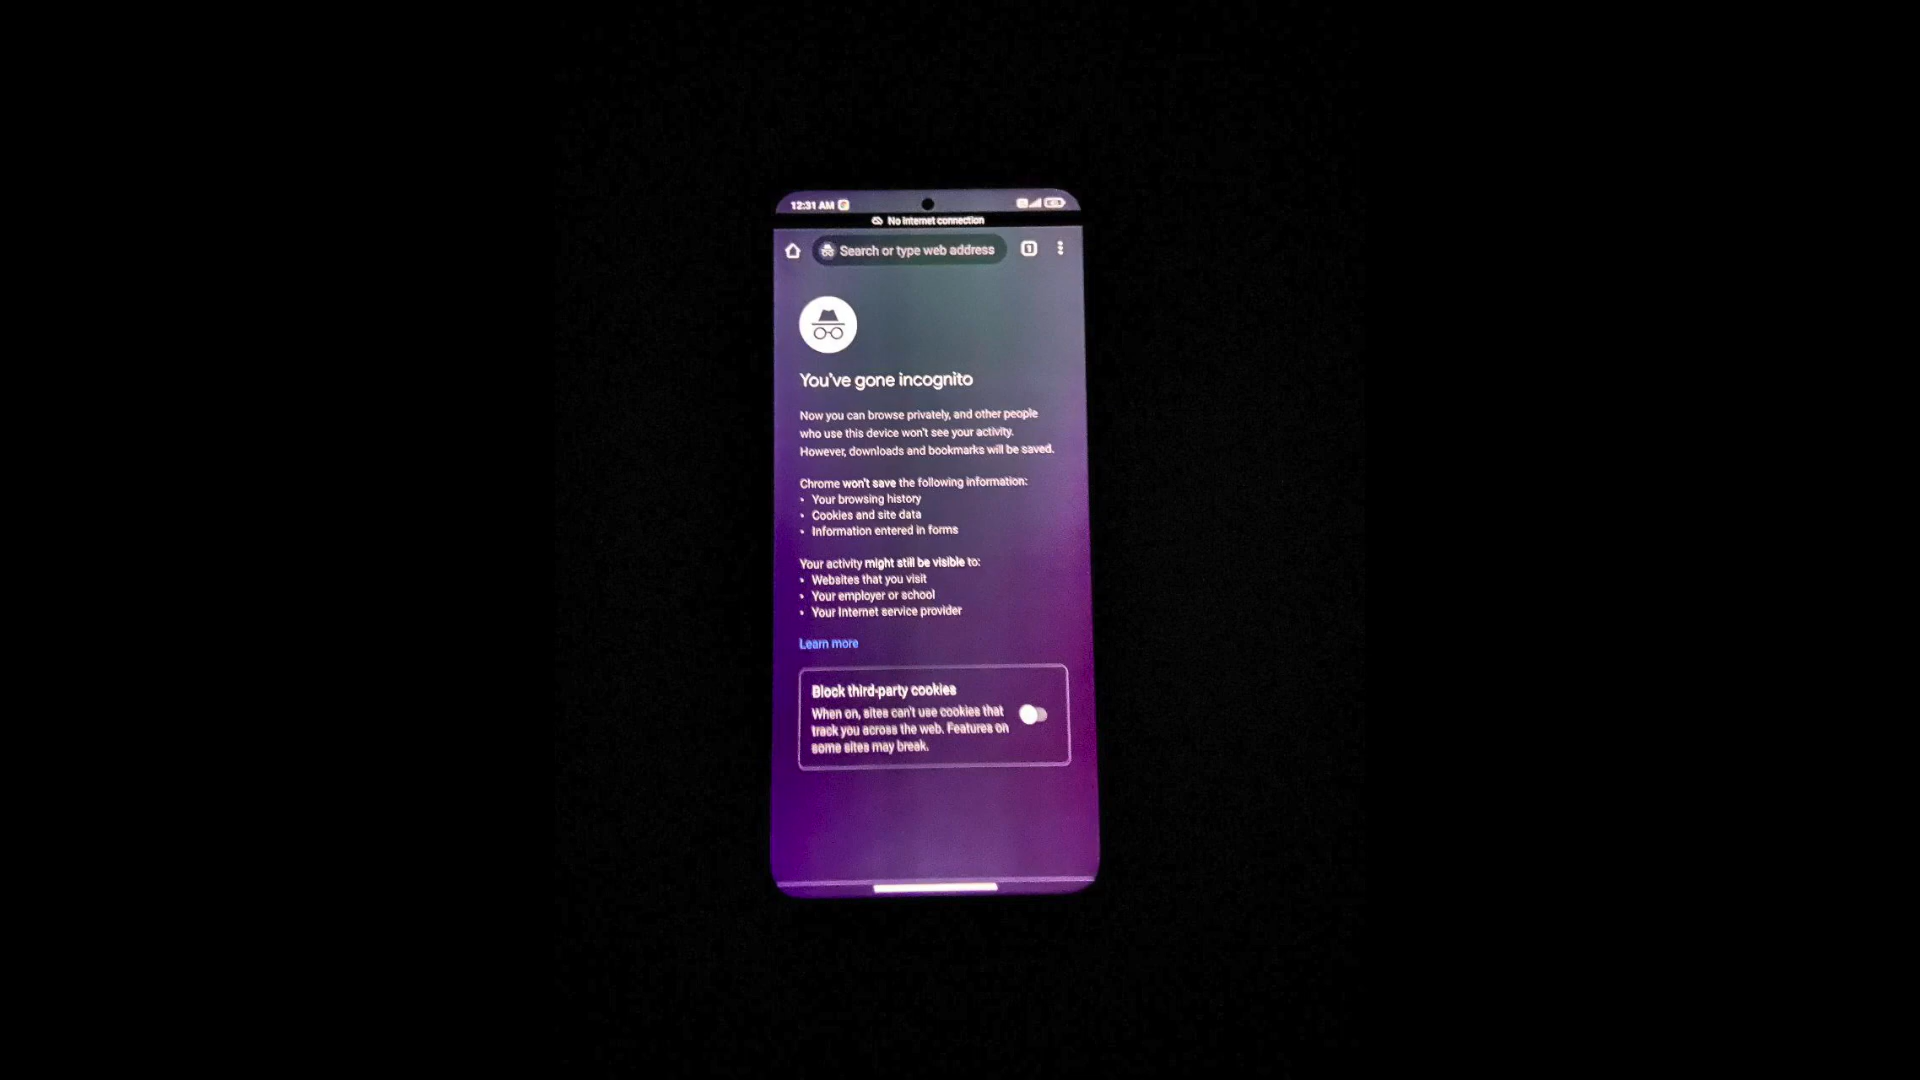 12:31 AM
No internet connection
Search or type web address
1
You've gone incognito
Now you can browse privately, and other people
who use this device won't see your activity.
However, downloads and bookmarks will be saved.
Chrome won't save the following information:
• Your browsing history
• Cookies and site data
• Information entered in forms
Your activity might still be visible to:
• Websites that you visit
• Your employer or school
• Your Internet service provider
Learn more
Block third-party cookies
When on, sites can't use cookies that
track you across the web. Features on
some sites may break.